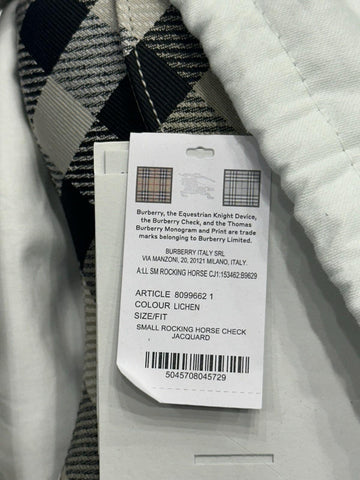 Burberry, the Equestrian Knight Device,
the Burberry Check, and the Thomas
Burberry Monogram and Print are trade
marks belonging to Burberry Limited.
BURBERRY ITALY SRL
VIA MANZONI, 20, 20121 MILANO, ITALY.
A:LL SM ROCKING HORSE CJ1:153462:B9629
ARTICLE 8099662 1
COLOUR LICHEN
SIZE/FIT
SMALL ROCKING HORSE CHECK
JACQUARD
5045708045729